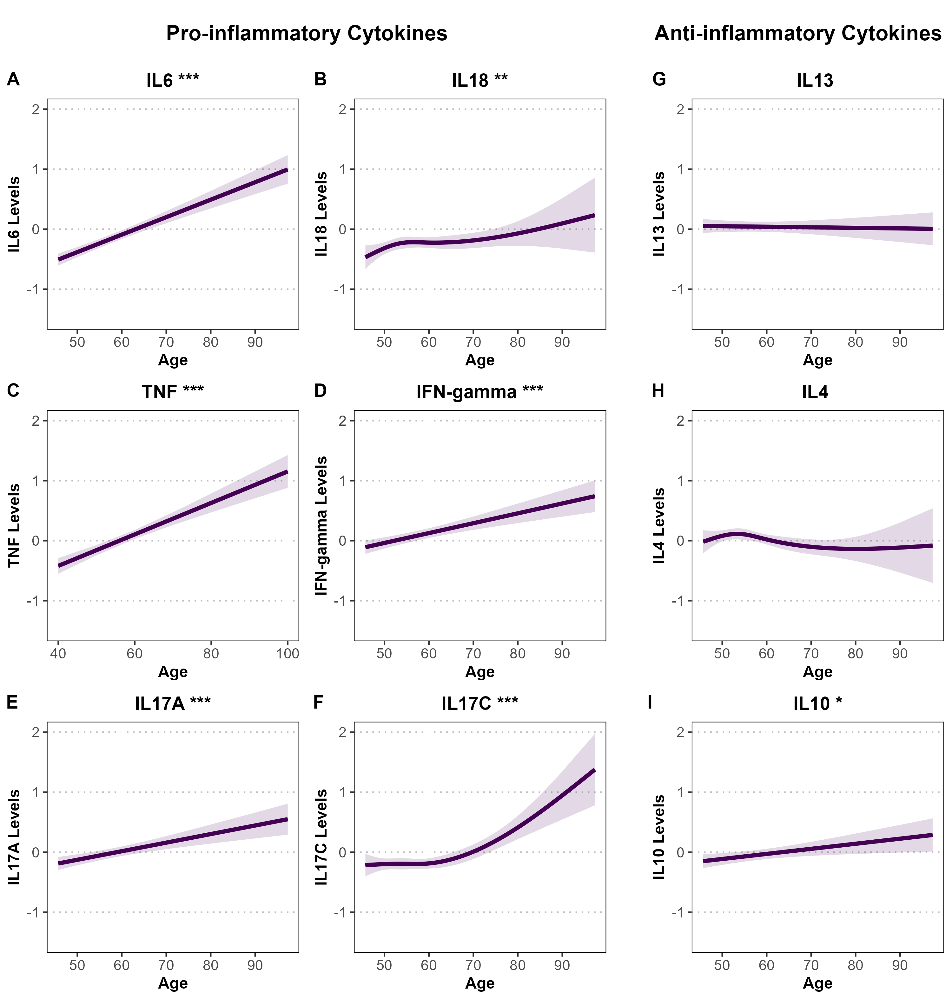 Pro-inflammatory Cytokines
Anti-inflammatory Cytokines
A
IL6 ***
IL6 Levels
2
1
0
-1
50 60 70 80 90
Age
B
IL18 **
IL18 Levels
2
1
0
-1
50 60 70 80 90
Age
G
IL13
IL13 Levels
2
1
0
-1
50 60 70 80 90
Age
C
TNF ***
TNF Levels
2
1
0
-1
40 60 80 100
Age
D
IFN-gamma ***
IFN-gamma Levels
2
1
0
-1
50 60 70 80 90
Age
H
IL4
IL4 Levels
2
1
0
-1
50 60 70 80 90
Age
E
IL17A ***
IL17A Levels
2
1
0
-1
50 60 70 80 90
Age
F
IL17C ***
IL17C Levels
2
1
0
-1
50 60 70 80 90
Age
I
IL10 *
IL10 Levels
2
1
0
-1
50 60 70 80 90
Age